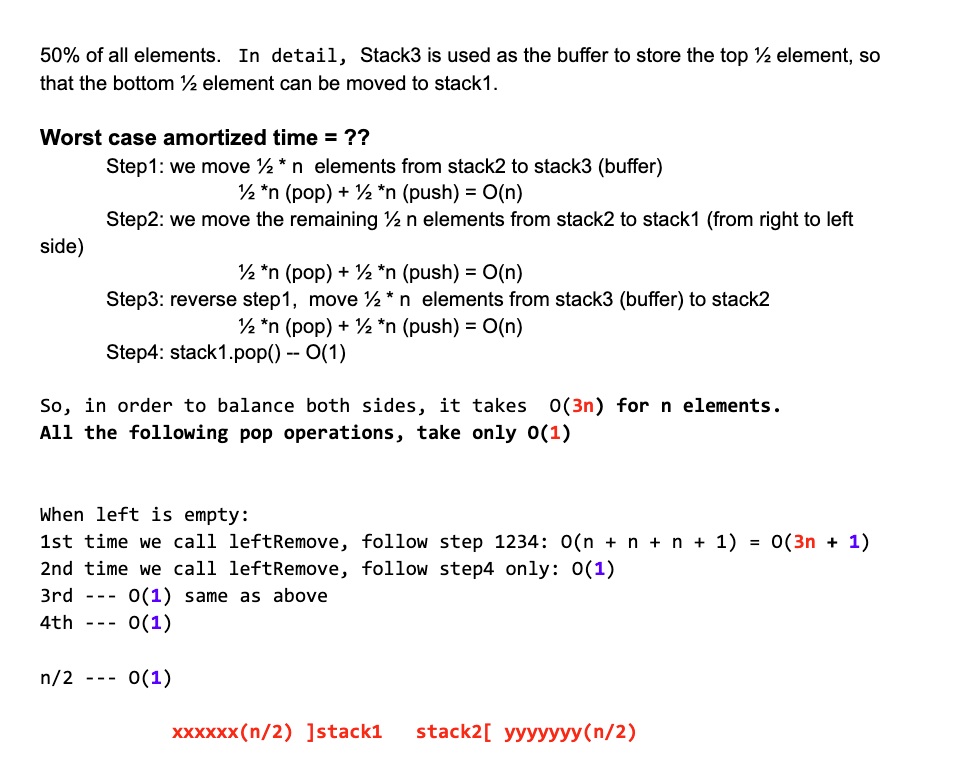 50% of all elements. In detail, Stack3 is used as the buffer to store the top ½ element, so
that the bottom ½ element can be moved to stack1.
Worst case amortized time = ??
Step1: we move ½ * n elements from stack2 to stack3 (buffer)
½ *n (pop) + ½ *n (push) = O(n)
Step2: we move the remaining ½ n elements from stack2 to stack1 (from right to left
side)
½ *n (pop) + ½ *n (push) = O(n)
Step3: reverse step1, move ½ * n elements from stack3 (buffer) to stack2
½ *n (pop) + ½ *n (push) = O(n)
Step4: stack1.pop() -- O(1)
So, in order to balance both sides, it takes O(3n) for n elements.
All the following pop operations, take only O(1)
When left is empty:
1st time we call leftRemove, follow step 1234: O(n + n + n + 1) = O(3n + 1)
2nd time we call leftRemove, follow step4 only: O(1)
3rd --- O(1) same as above
4th --- O(1)
n/2 --- O(1)
xxxxxx(n/2) ]stack1 stack2[ yyyyyyy(n/2)